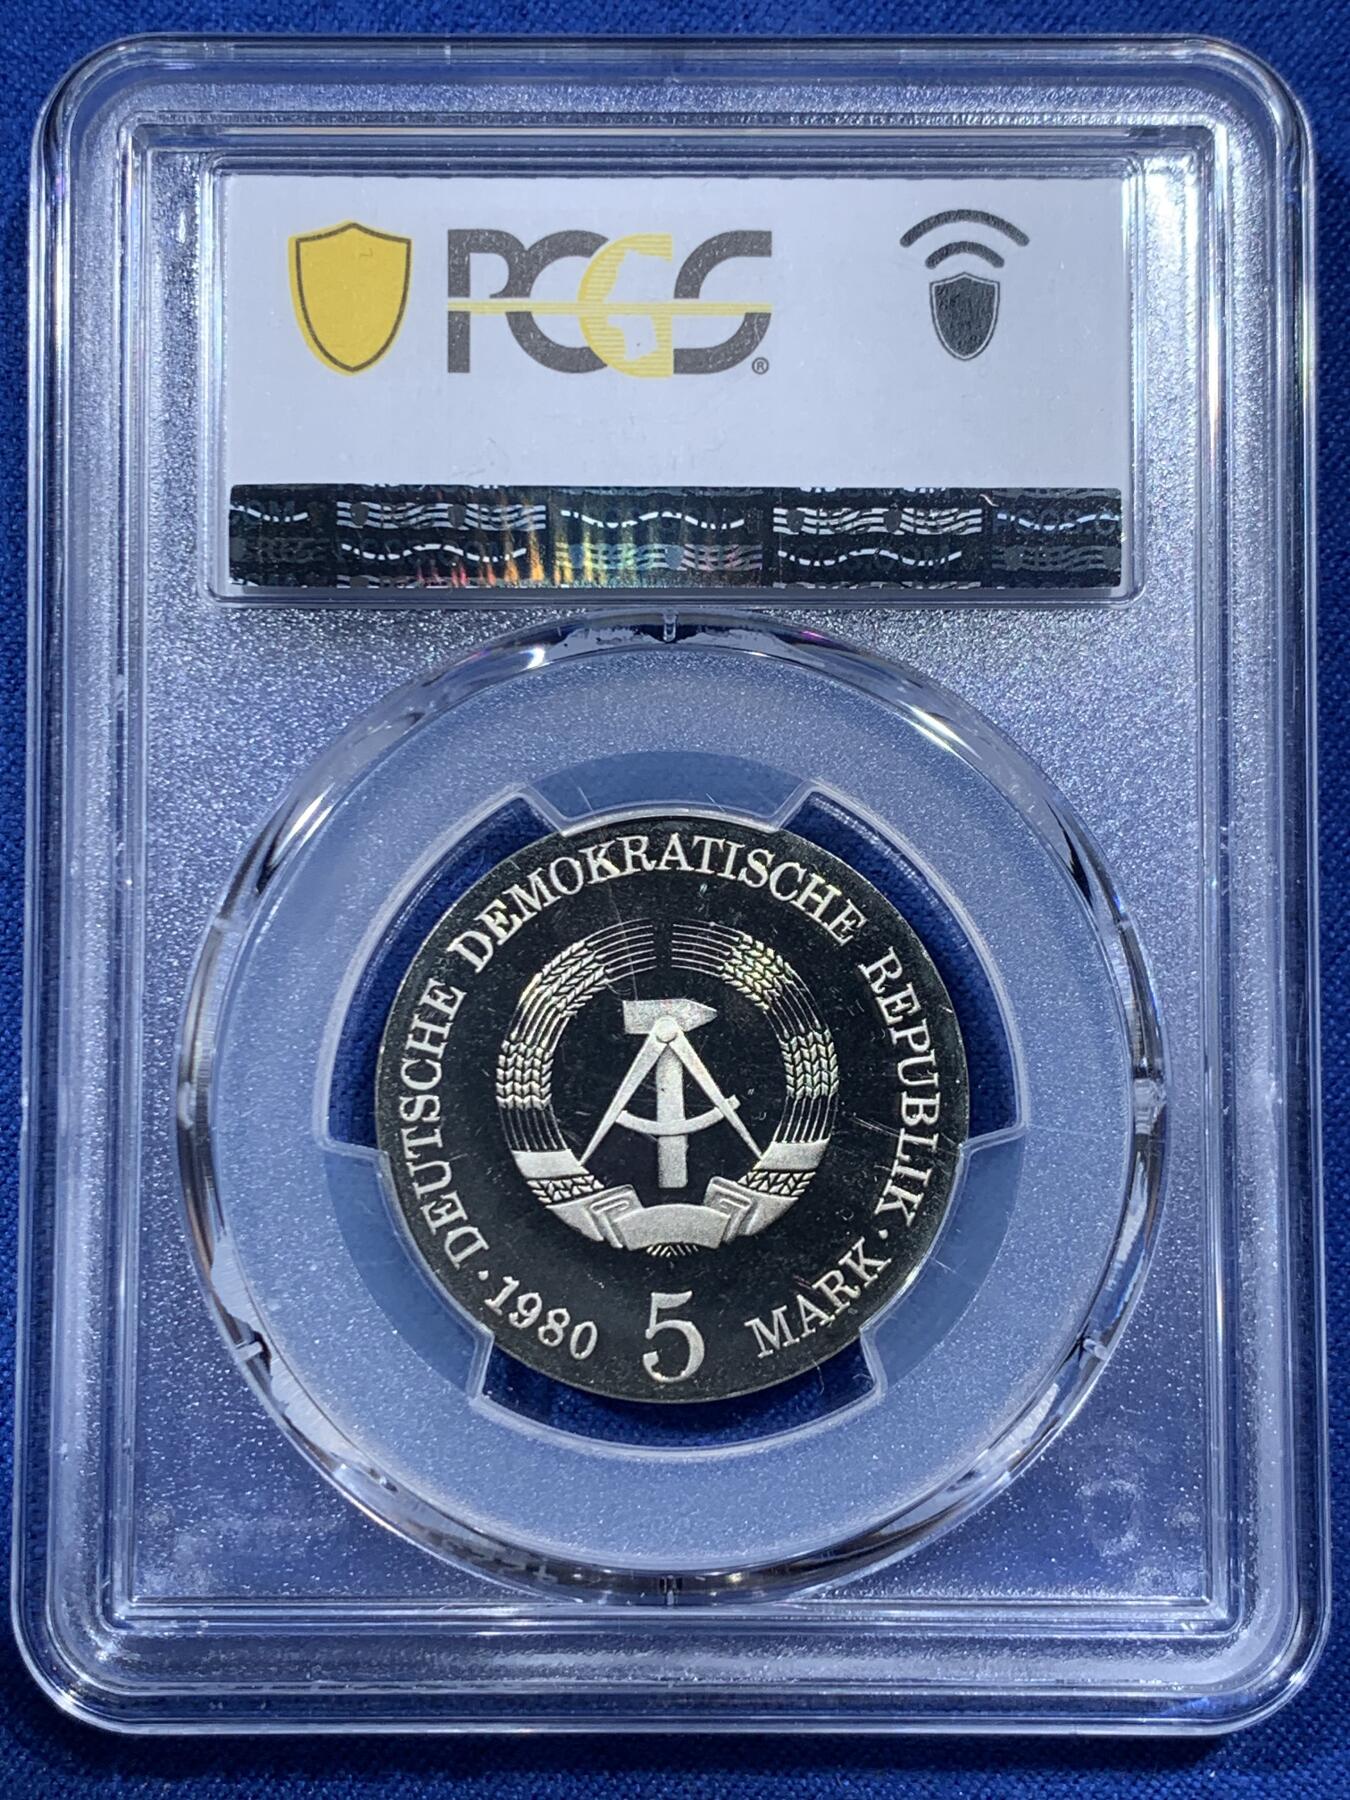 PCGS®
DEUTSCHE DEMOKRATISCHE REPUBLIK · 
5 MARK
· 1980